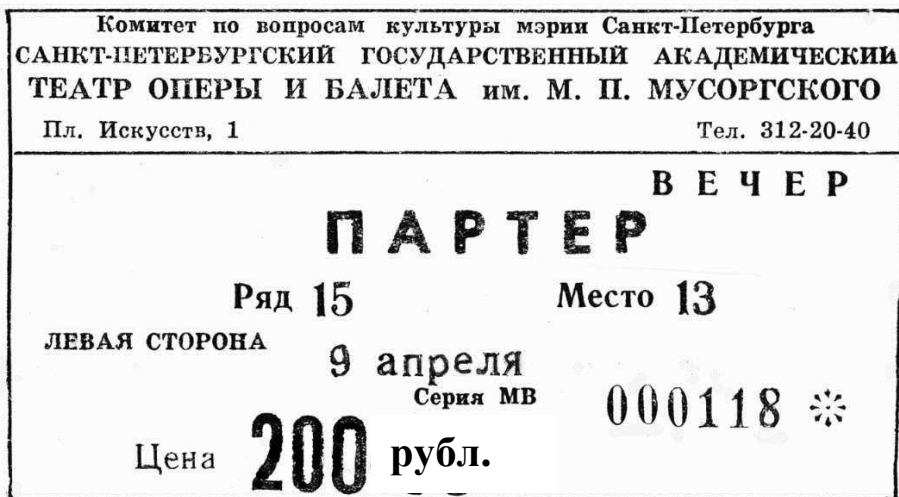 Комитет по вопросам культуры мэрии Санкт-Петербурга
САНКТ-ПЕТЕРБУРГСКИЙ ГОСУДАРСТВЕННЫЙ АКАДЕМИЧЕСКИЙ
ТЕАТР ОПЕРЫ И БАЛЕТА им. М. П. МУСОРГСКОГО
Пл. Искусств, 1 Тел. 312-20-40
ВЕЧЕР
ПАРТЕР
Ряд 15 Место 13
ЛЕВАЯ СТОРОНА
9 апреля
Серия МВ 000118
Цена 200 рубл.